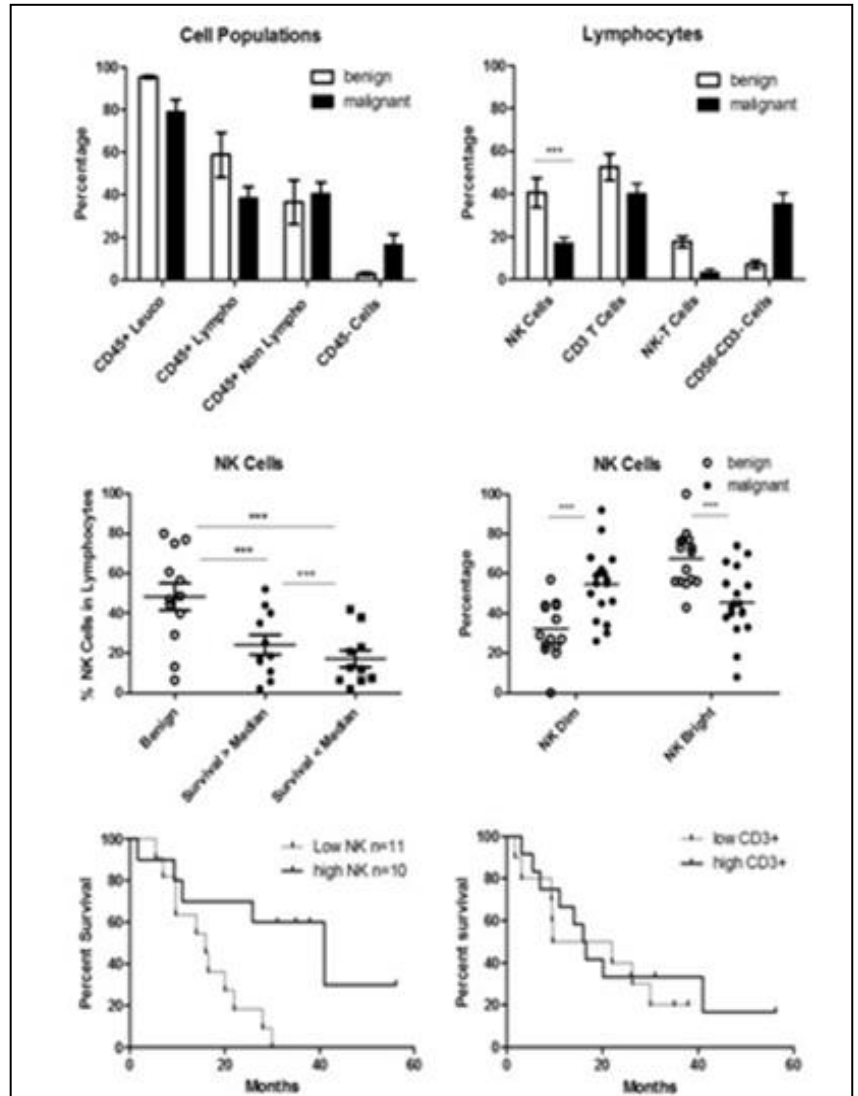 Cell Populations
Percentage
100
80
60
40
20
0
benign
malignant
CD45+ Leuco
CD45+ Lympho
CD45+ Non Lympho
CD45- Cells
Lymphocytes
Percentage
100
80
60
40
20
0
benign
malignant
***
NK Cells
CD3 T Cells
NK-T Cells
CD56-CD3- Cells
NK Cells
% NK Cells in Lymphocytes
100
80
60
40
20
0
***
***
***
Benign
Survival > Median
Survival < Median
NK Cells
Percentage
100
80
60
40
20
0
benign
malignant
***
***
NK Dim
NK Bright
Percent Survival
100
80
60
40
20
0
Low NK n=11
high NK n=10
0 20 40 60
Months
Percent survival
100
80
60
40
20
0
low CD3+
high CD3+
0 20 40 60
Months